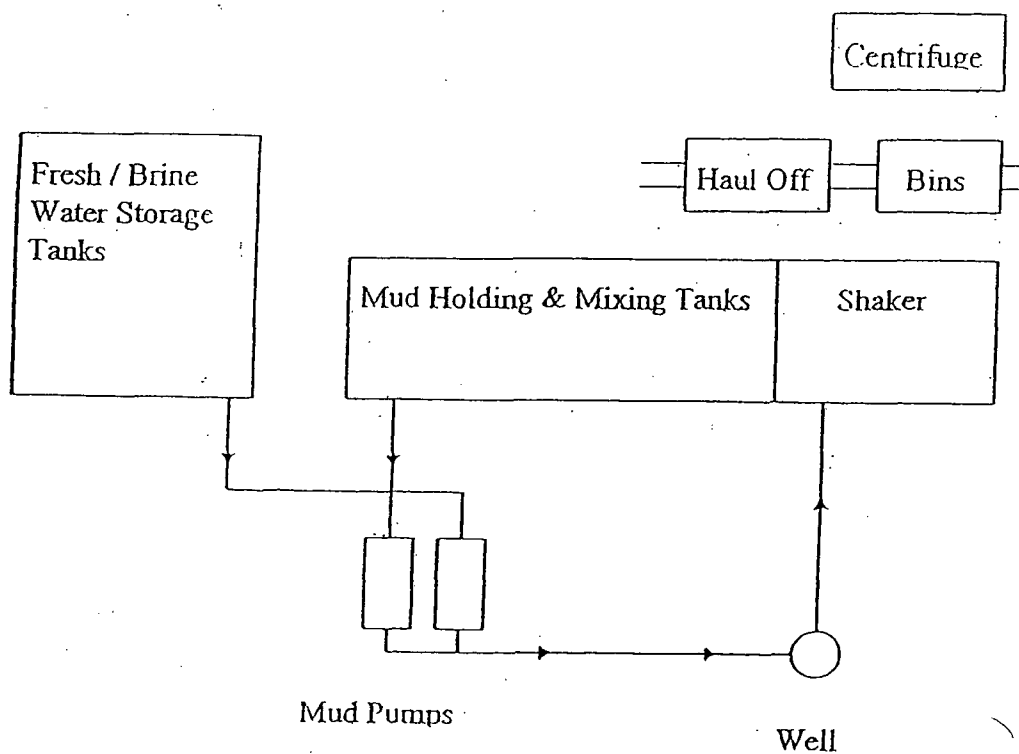 Centrifuge
Fresh / Brine
Water Storage
Tanks
Haul Off
Bins
Mud Holding & Mixing Tanks
Shaker
Mud Pumps
Well